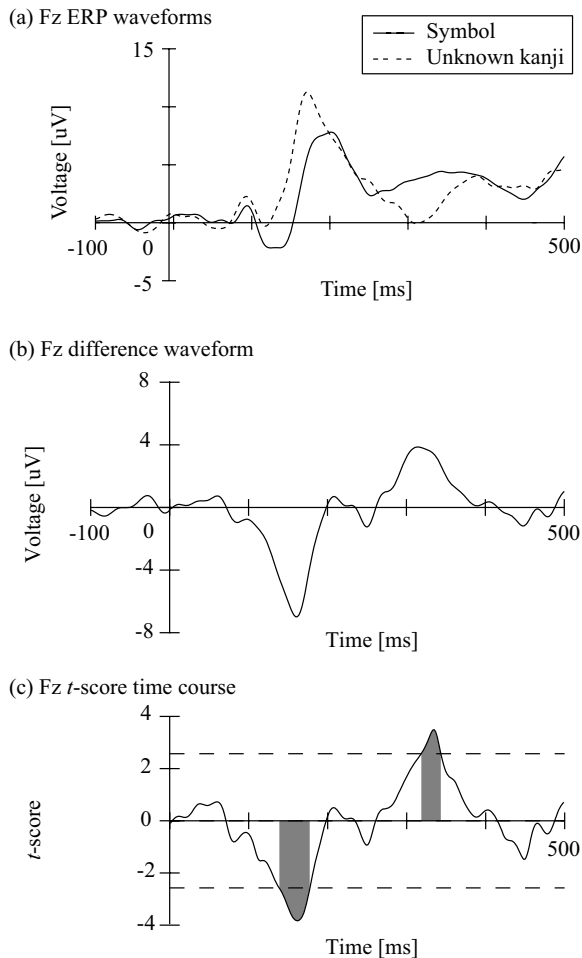 (a) Fz ERP waveforms
15
Symbol
Unknown kanji
Voltage [uV]
-100
0
500
-5
Time [ms]
(b) Fz difference waveform
8
4
Voltage [uV]
-100
0
500
-4
-8
Time [ms]
(c) Fz t-score time course
4
2
t-score
0
500
-2
-4
Time [ms]